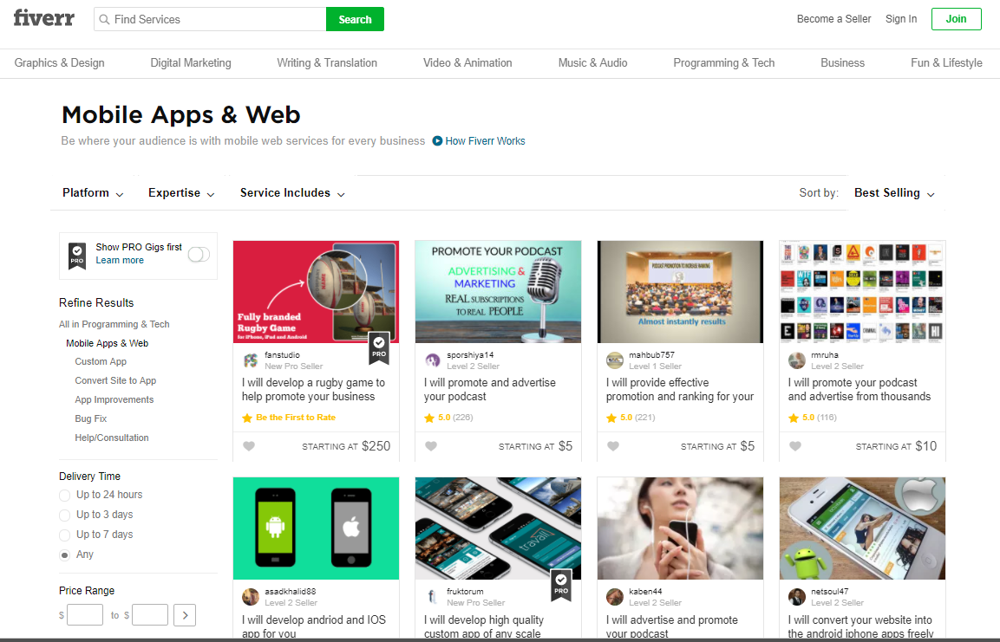 fiverr
Find Services
Search
Become a Seller
Sign In
Join
Graphics & Design
Digital Marketing
Writing & Translation
Video & Animation
Music & Audio
Programming & Tech
Business
Fun & Lifestyle
Mobile Apps & Web
Be where your audience is with mobile web services for every business
How Fiverr Works
Platform
Expertise
Service Includes
Sort by:
Best Selling
PRO
Show PRO Gigs first
Learn more
Refine Results
All in Programming & Tech
Mobile Apps & Web
Custom App
Convert Site to App
App Improvements
Bug Fix
Help/Consultation
Delivery Time
Up to 24 hours
Up to 3 days
Up to 7 days
Any
Price Range
$ to $
Fully branded
Rugby Game
for iPhone, iPad and Android
PRO
fanstudio
New Pro Seller
I will develop a rugby game to
help promote your business
Be the First to Rate
STARTING AT $250
PROMOTE YOUR PODCAST
ADVERTISING &
MARKETING
REAL SUBSCRIPTIONS
TO REAL PEOPLE
sporshiya14
Level 2 Seller
I will promote and advertise
your podcast
5.0 (226)
STARTING AT $5
PODCAST PROMOTION TO INCREASE RANKING
Almost instantly results
mahbub757
Level 1 Seller
I will provide effective
promotion and ranking for your
5.0 (221)
STARTING AT $5
rmruha
Level 2 Seller
I will promote your podcast
and advertise from thousands
5.0 (116)
STARTING AT $10
asadkhalid88
Level 2 Seller
I will develop andriod and IOS
app for you
travail
PRO
fruktorum
New Pro Seller
I will develop high quality
custom app of any scale
kaben44
Level 2 Seller
I will advertise and promote
your podcast
netsoul47
Level 2 Seller
I will convert your website into
the android iphone apps freely